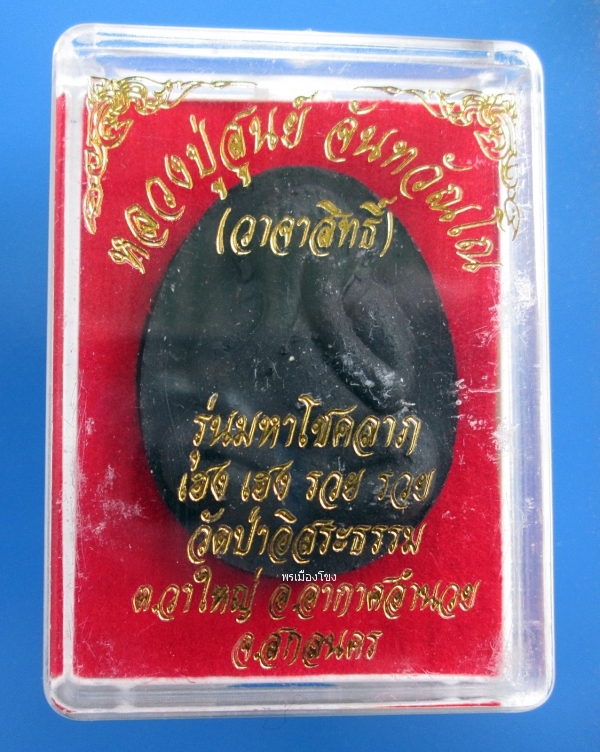 หลวงปู่สุนย์ จันทวัณโณ
(วาจาสิทธิ์)
รุ่นมหาโชคลาภ
เฮง เฮง รวย รวย
วัดป่าอิสระธรรม
พรเมืองโขง
ต.วาใหญ่ อ.อากาศอำนวย
จ.สกลนคร